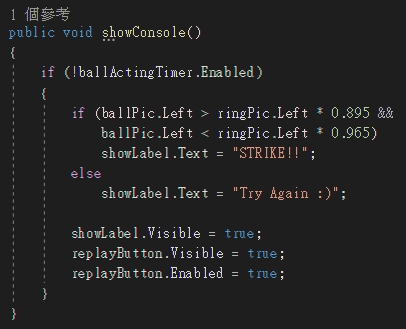 1 個參考
public void showConsole()
{
if (!ballActingTimer.Enabled)
{
if (ballPic.Left > ringPic.Left * 0.895 &&
ballPic.Left < ringPic.Left * 0.965)
showLabel.Text = "STRIKE!!";
else
showLabel.Text = "Try Again :)";
showLabel.Visible = true;
replayButton.Visible = true;
replayButton.Enabled = true;
}
}